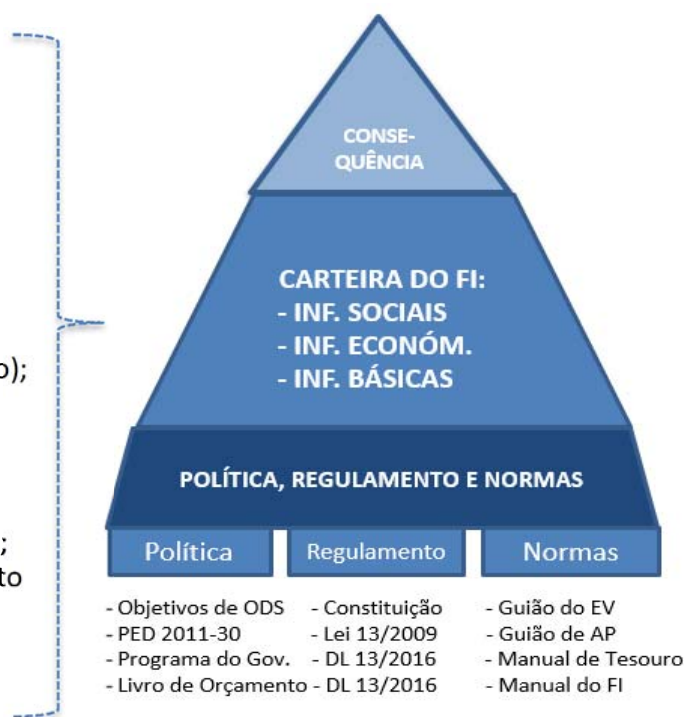 o);
;
to
CONSE-
QUÊNCIA
CARTEIRA DO FI:
- INF. SOCIAIS
- INF. ECONÓM.
- INF. BÁSICAS
POLÍTICA, REGULAMENTO E NORMAS
Política
Regulamento
Normas
- Objetivos de ODS
- PED 2011-30
- Programa do Gov.
- Livro de Orçamento
- Constituição
- Lei 13/2009
- DL 13/2016
- DL 13/2016
- Guião do EV
- Guião de AP
- Manual de Tesouro
- Manual do FI